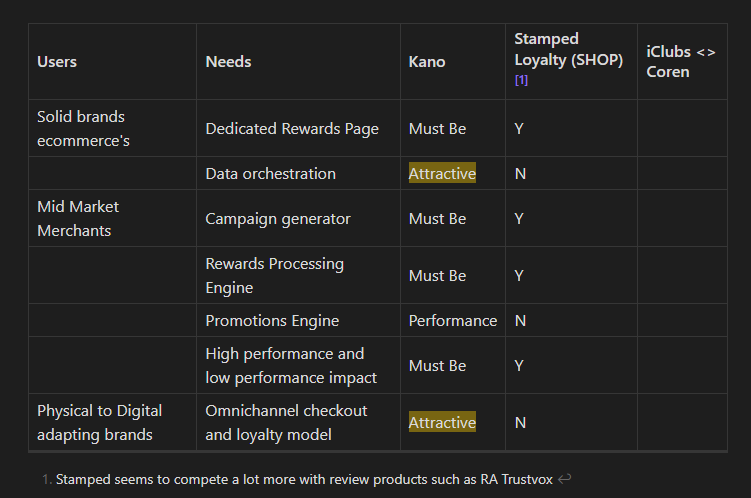 Users Needs Kano Stamped Loyalty (SHOP) [1] iClubs <> Coren
Solid brands ecommerce's Dedicated Rewards Page Must Be Y
Data orchestration Attractive N
Mid Market Merchants Campaign generator Must Be Y
Rewards Processing Engine Must Be Y
Promotions Engine Performance N
High performance and low performance impact Must Be Y
Physical to Digital adapting brands Omnichannel checkout and loyalty model Attractive N
1. Stamped seems to compete a lot more with review products such as RA Trustvox ↩